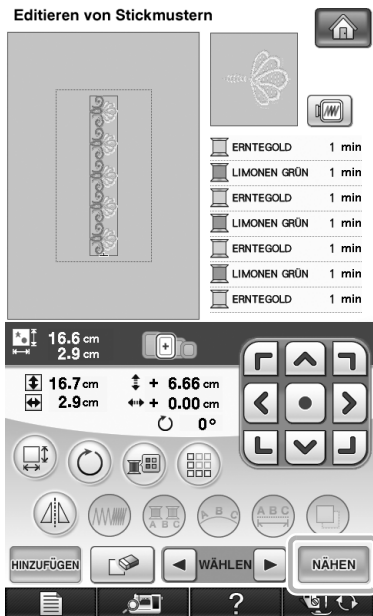 Editieren von Stickmustern
ERNTEGOLD 1 min
LIMONEN GRÜN 1 min
ERNTEGOLD 1 min
LIMONEN GRÜN 1 min
ERNTEGOLD 1 min
LIMONEN GRÜN 1 min
ERNTEGOLD 1 min
16.6 cm
2.9 cm
16.7 cm + 6.66 cm
2.9 cm + 0.00 cm
0°
A B C
A B C
A B C
HINZUFÜGEN WÄHLEN NÄHEN
?